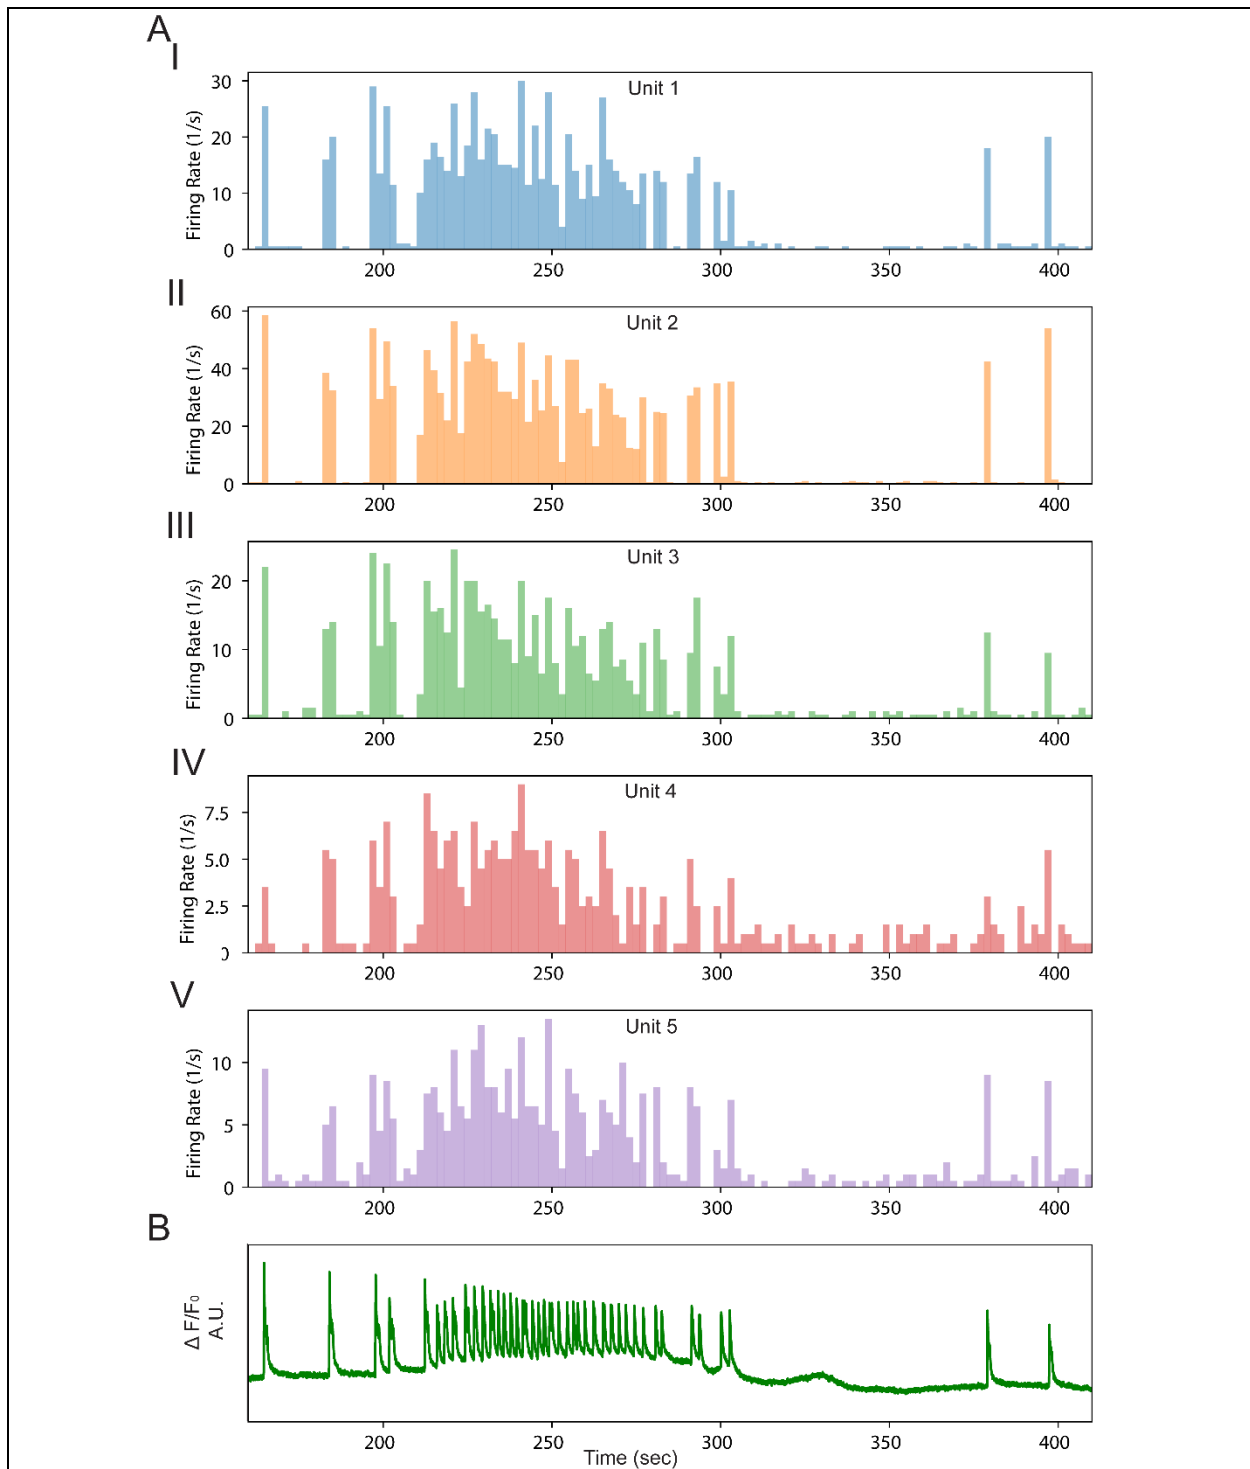 A
I
Unit 1
Firing Rate (1/s)
30
20
10
0
200 250 300 350 400
II
Unit 2
Firing Rate (1/s)
60
40
20
0
200 250 300 350 400
III
Unit 3
Firing Rate (1/s)
20
10
0
200 250 300 350 400
IV
Unit 4
Firing Rate (1/s)
7.5
5.0
2.5
0
200 250 300 350 400
V
Unit 5
Firing Rate (1/s)
10
5
0
200 250 300 350 400
B
Δ F/F₀
A.U.
200 250 300 350 400
Time (sec)